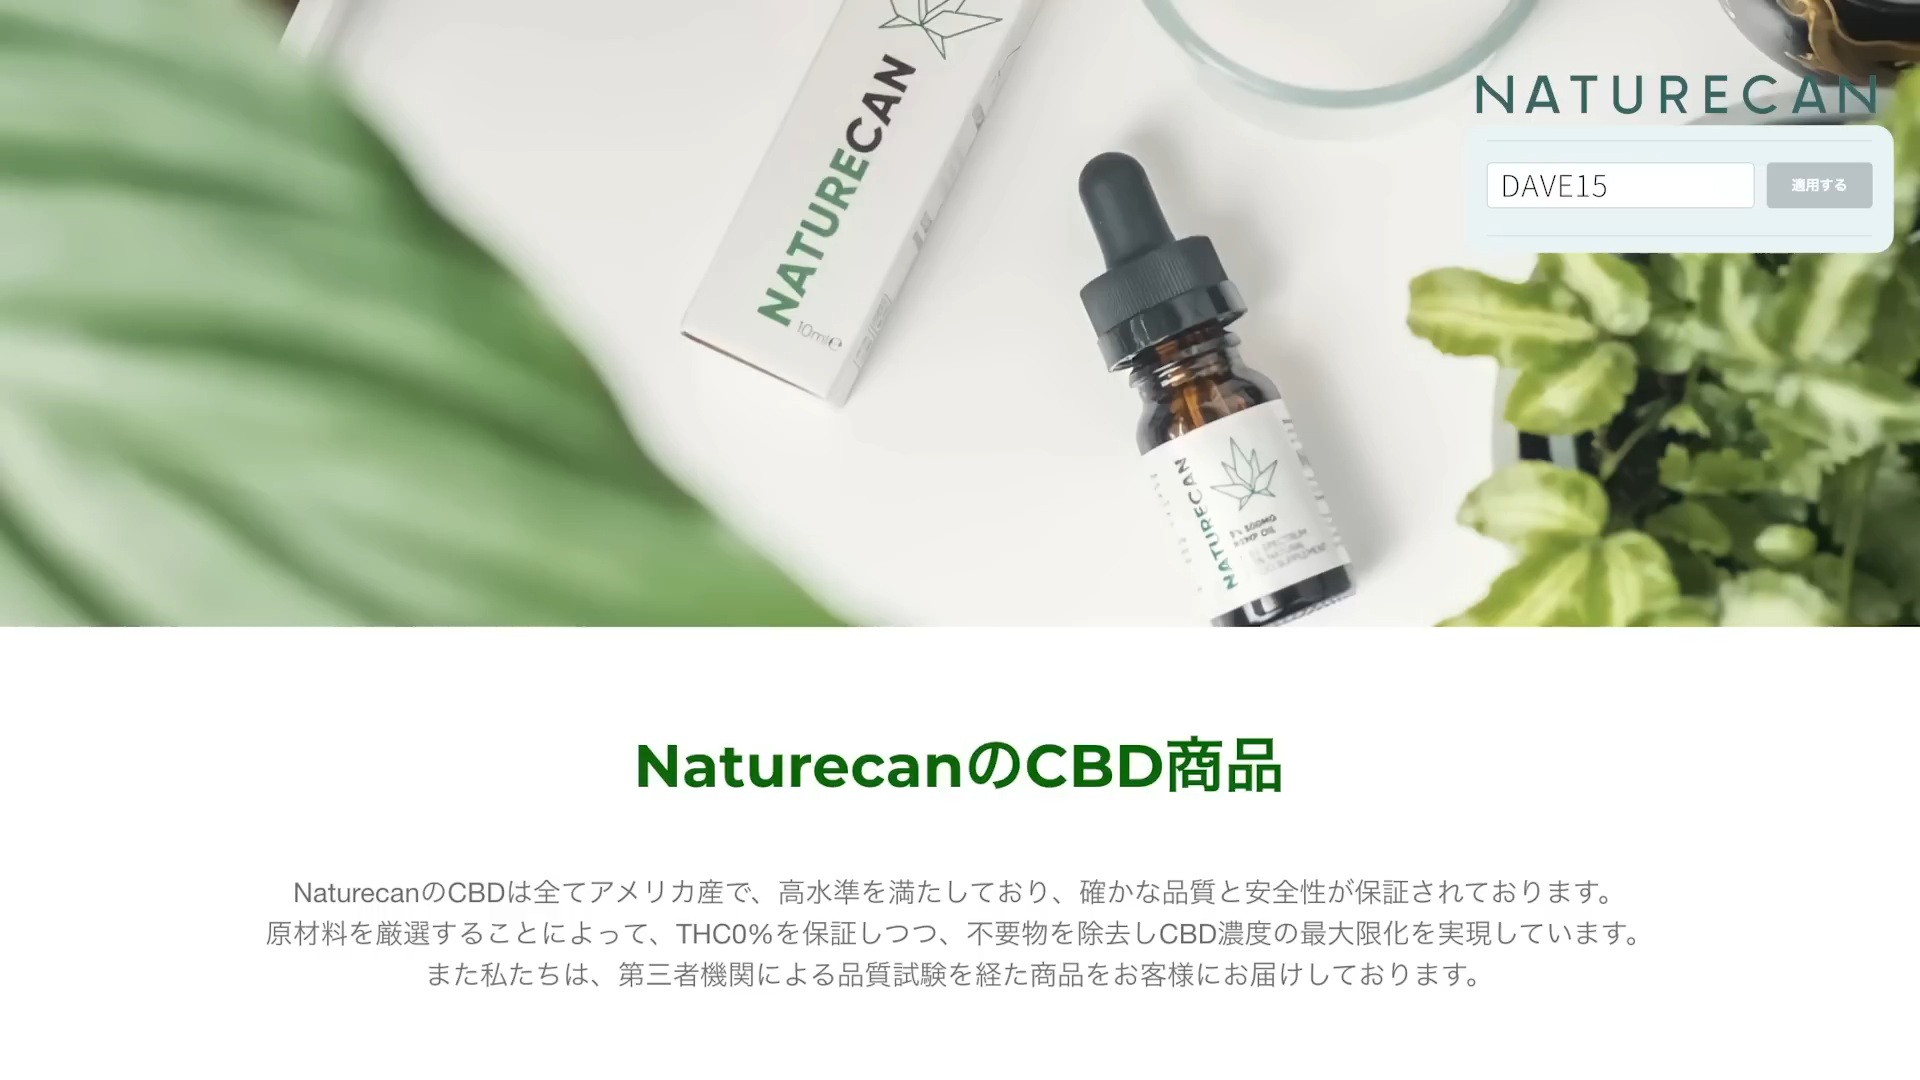 NATURECAN
10ml℮
NATURECAN
DAVE15
適用する
NATURECAN
HEMP OIL
NaturecanのCBD商品
NaturecanのCBDは全てアメリカ産で、高水準を満たしており、確かな品質と安全性が保証されております。
原材料を厳選することによって、THC0%を保証しつつ、不要物を除去しCBD濃度の最大限化を実現しています。
また私たちは、第三者機関による品質試験を経た商品をお客様にお届けしております。